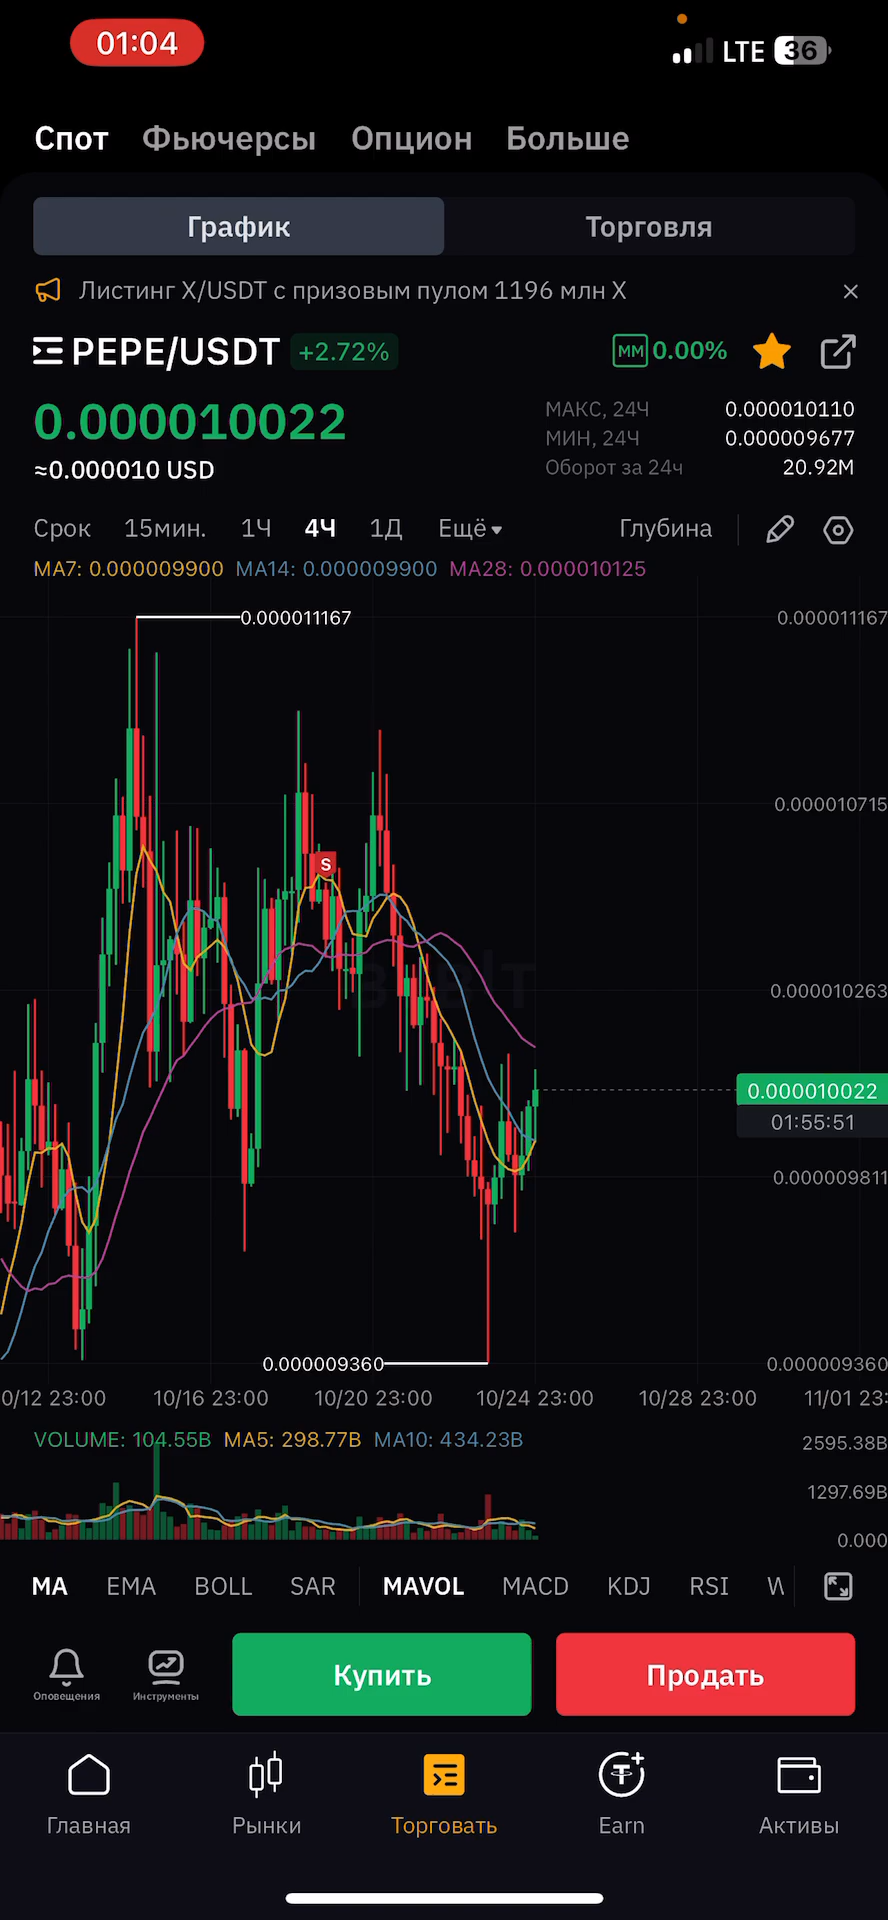 01:04 LTE 36
Спот Фьючерсы Опцион Больше
График Торговля
Листинг X/USDT с призовым пулом 1196 млн X
PEPE/USDT +2.72% MM 0.00%
0.000010022
≈0.000010 USD
МАКС, 24Ч 0.000010110
МИН, 24Ч 0.000009677
Оборот за 24ч 20.92M
Срок 15мин. 1Ч 4Ч 1Д Ещё Глубина
MA7: 0.000009900 MA14: 0.000009900 MA28: 0.000010125
0.000011167 0.000011167
0.000010715
S
0.000010263
0.000010022
01:55:51
0.000009811
0.000009360 0.000009360
0/12 23:00 10/16 23:00 10/20 23:00 10/24 23:00 10/28 23:00 11/01 23:
VOLUME: 104.55B MA5: 298.77B MA10: 434.23B 2595.38B
1297.69B
0.000
MA EMA BOLL SAR MAVOL MACD KDJ RSI W
Оповещения Инструменты Купить Продать
Главная Рынки Торговать Earn Активы